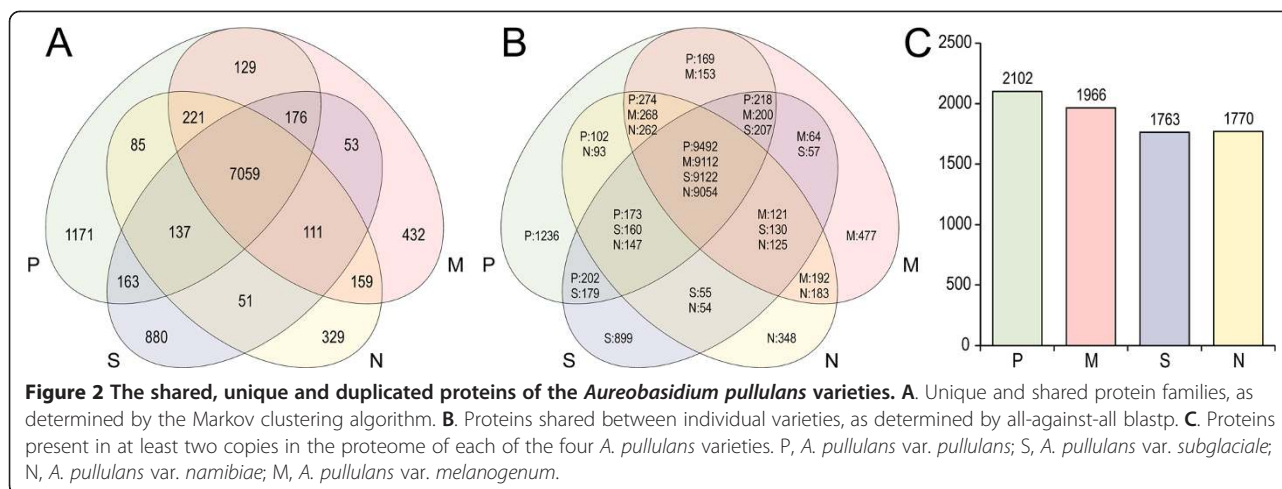 A
129
221
176
85
53
7059
1171
137
111
432
P
M
163
159
51
880
329
S
N
B
P:169
M:153
P:274
M:268
N:262
P:218
M:200
S:207
P:102
N:93
M:64
S:57
P:9492
M:9112
S:9122
N:9054
P:1236
P:173
S:160
N:147
M:121
S:130
N:125
M:477
P
M
P:202
S:179
M:192
N:183
S:55
N:54
S:899
N:348
S
N
C
2500
2000
1500
1000
500
0
2102
1966
1763
1770
P
M
S
N
Figure 2 The shared, unique and duplicated proteins of the Aureobasidium pullulans varieties. A. Unique and shared protein families, as
determined by the Markov clustering algorithm. B. Proteins shared between individual varieties, as determined by all-against-all blastp. C. Proteins
present in at least two copies in the proteome of each of the four A. pullulans varieties. P, A. pullulans var. pullulans; S, A. pullulans var. subglaciale;
N, A. pullulans var. namibiae; M, A. pullulans var. melanogenum.